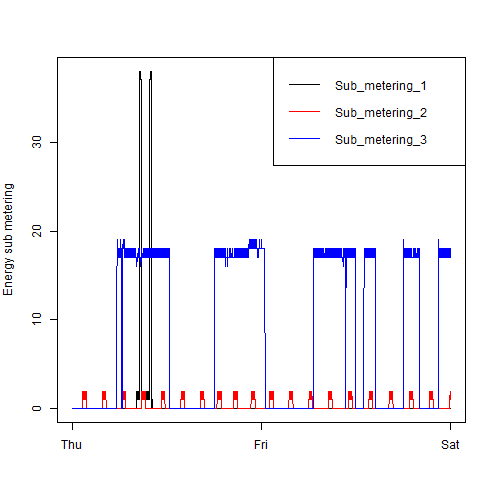 Sub_metering_1
Sub_metering_2
Sub_metering_3
Energy sub metering
30
20
10
0
Thu
Fri
Sat